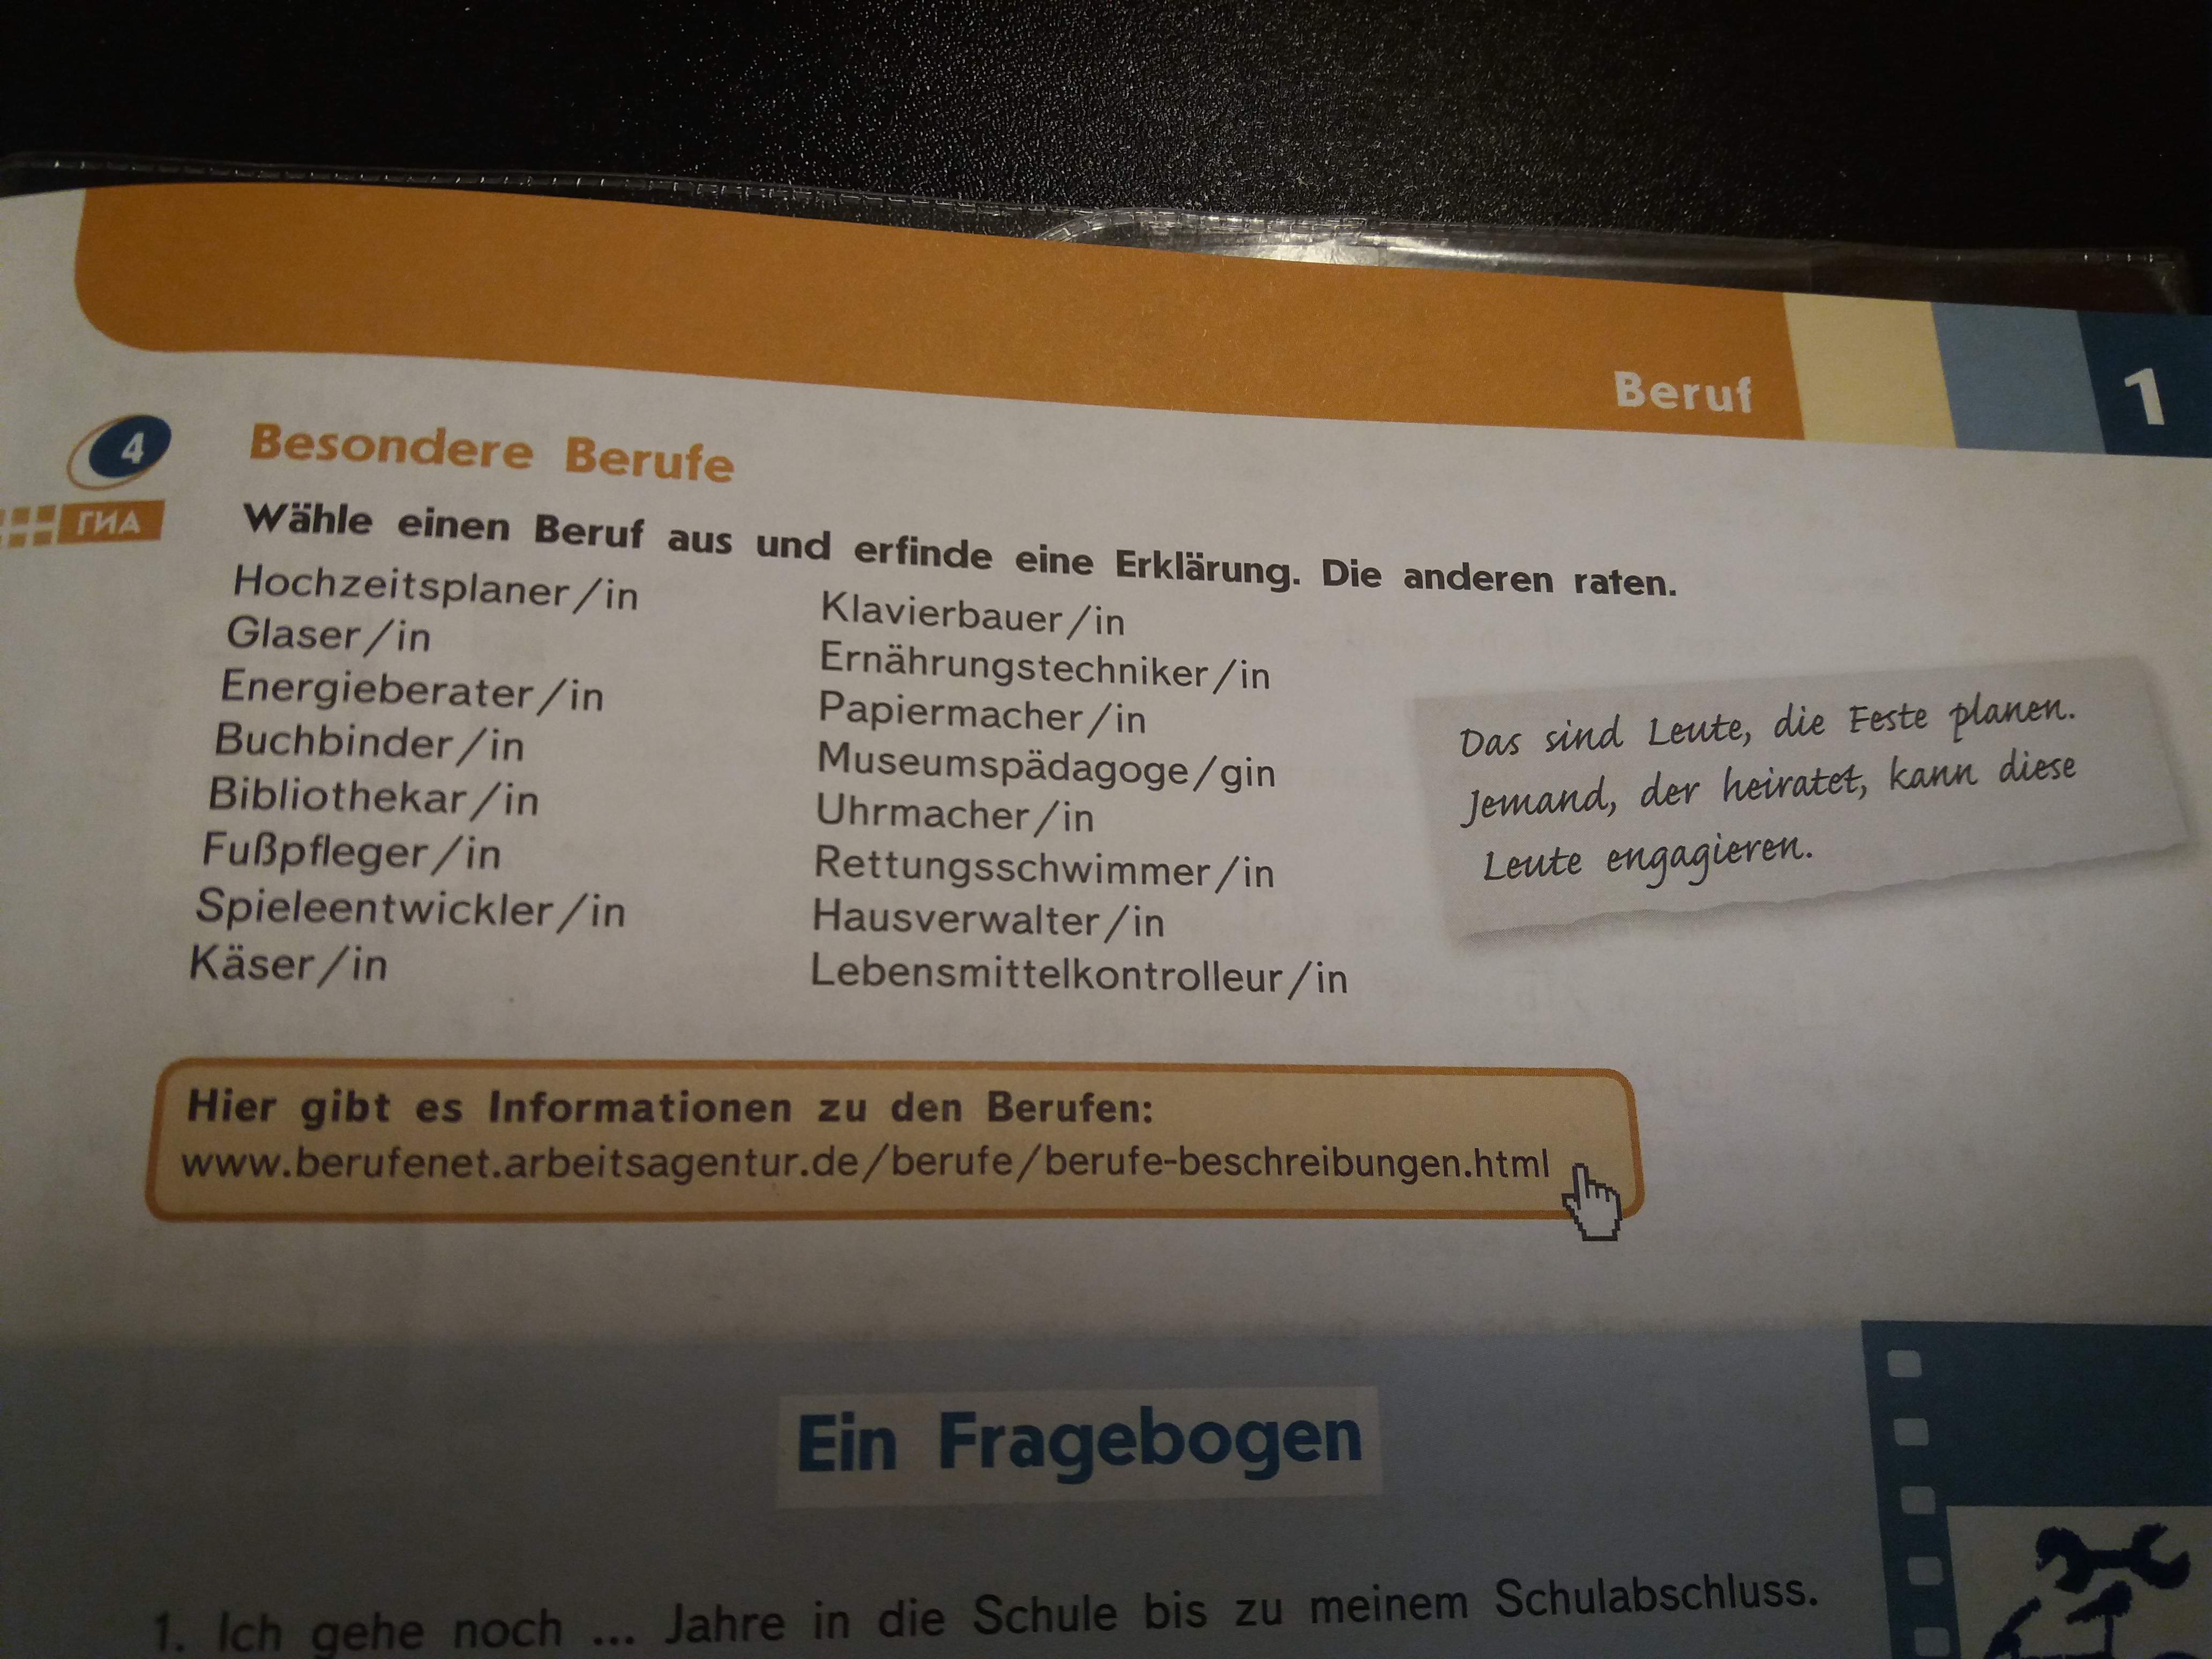 Beruf
1
4
Besondere Berufe
ГИА
Wähle einen Beruf aus und erfinde eine Erklärung. Die anderen raten.
Hochzeitsplaner/in
Glaser/in
Energieberater/in
Buchbinder/in
Bibliothekar/in
Fußpfleger/in
Spieleentwickler/in
Käser/in
Klavierbauer/in
Ernährungstechniker/in
Papiermacher/in
Museumspädagoge/gin
Uhrmacher/in
Rettungsschwimmer/in
Hausverwalter/in
Lebensmittelkontrolleur/in
Das sind Leute, die Feste planen.
Jemand, der heiratet, kann diese
Leute engagieren.
Hier gibt es Informationen zu den Berufen:
www.berufenet.arbeitsagentur.de/berufe/berufe-beschreibungen.html
Ein Fragebogen
1. Ich gehe noch ... Jahre in die Schule bis zu meinem Schulabschluss.